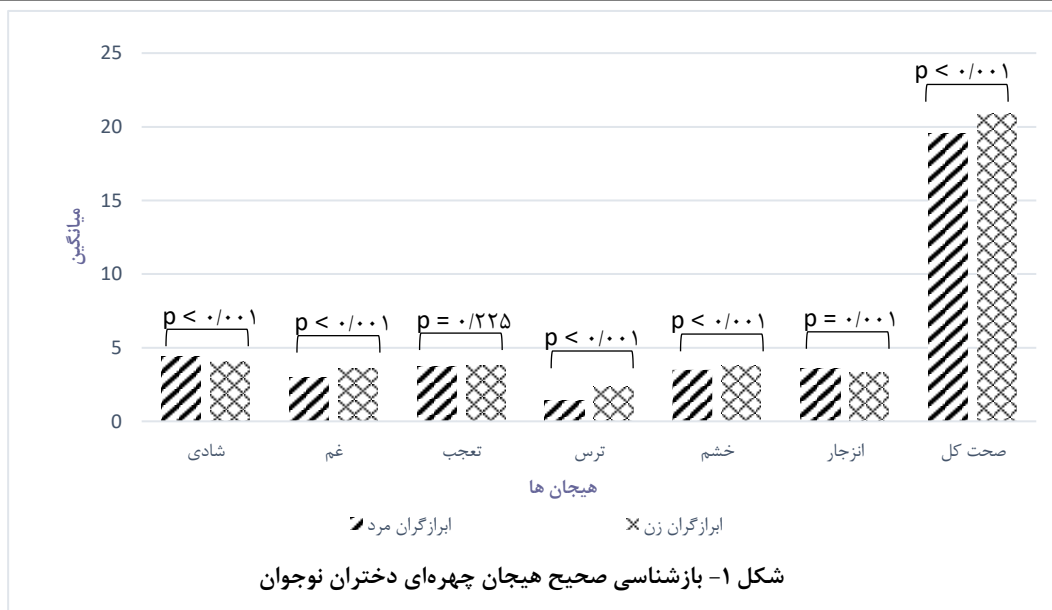 25
p < ۰/۰۰۱
20
15
میانگین
10
p < ۰/۰۰۱
p < ۰/۰۰۱
p = ۰/۲۲۵
p < ۰/۰۰۱
p < ۰/۰۰۱
p = ۰/۰۰۱
5
0
شادی
غم
تعجب
ترس
خشم
انزجار
صحت کل
هیجان ها
ابرازگران مرد
ابرازگران زن
شکل ۱- بازشناسی صحیح هیجان چهره‌ای دختران نوجوان